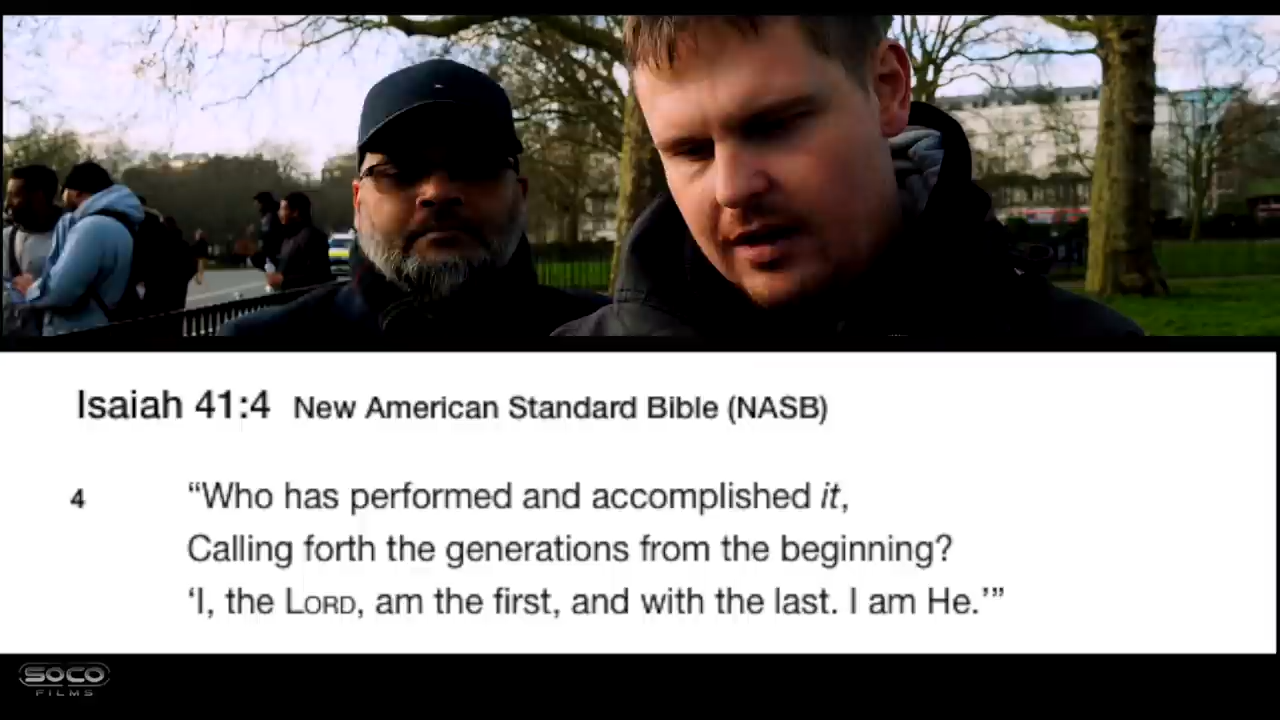 Isaiah 41:4 New American Standard Bible (NASB)
4 “Who has performed and accomplished it,
Calling forth the generations from the beginning?
‘I, the LORD, am the first, and with the last. I am He.’”
SOCO
FILMS